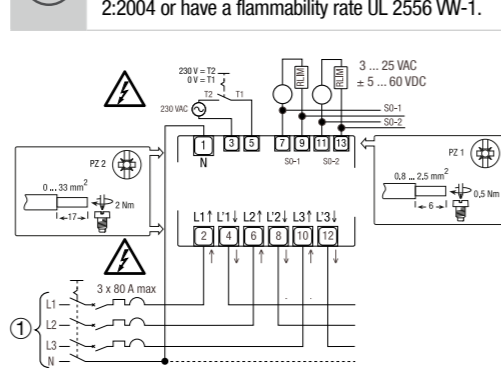 2:2004 or have a flammability rate UL 2556 VW-1.
230 V = T2
0 V = T1
T2 T1
230 VAC
RLIM
RLIM
3 ... 25 VAC
± 5 ... 60 VDC
S0-1
S0-2
1 3 5 7 9 11 13
N S0-1 S0-2
PZ 2
0 ... 33 mm²
2 Nm
17
PZ 1
0,8 ... 2,5 mm²
0,5 Nm
6
L1↑ L'1↓ L2↑ L'2↓ L3↑ L'3↓
2 4 6 8 10 12
3 x 80 A max
1
L1
L2
L3
N